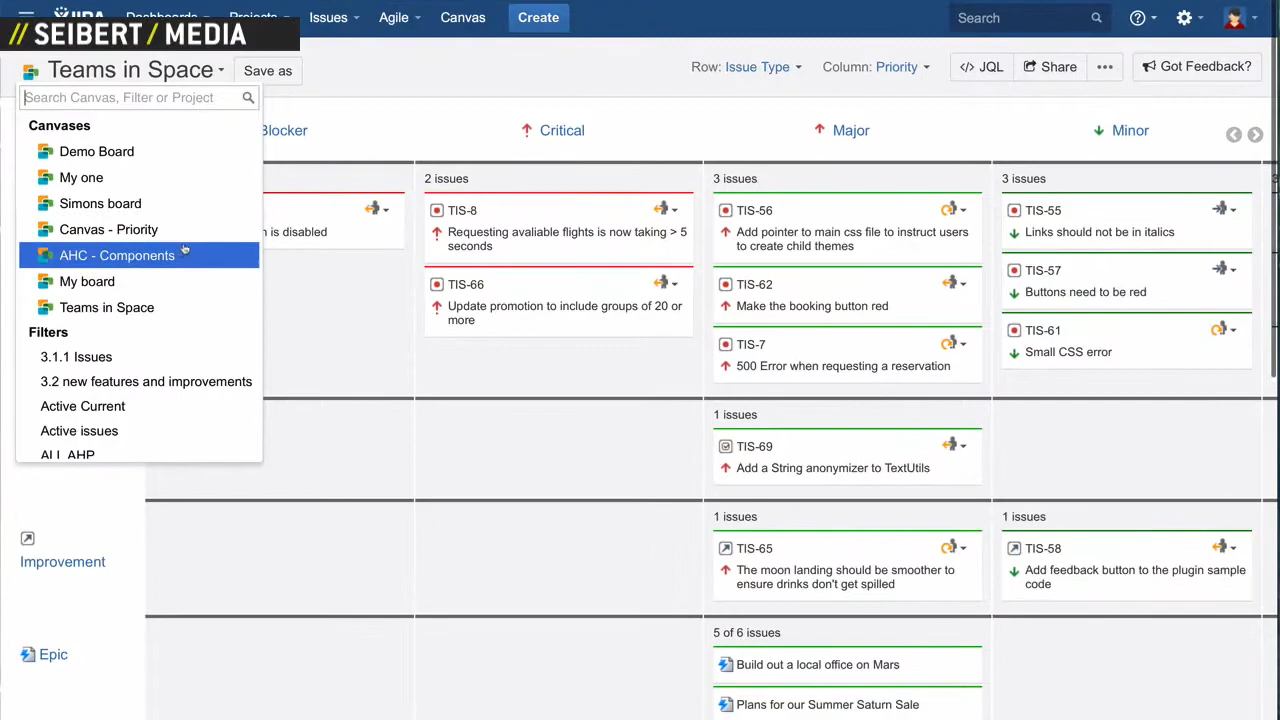 JIRA Dashboards Projects Issues Agile Canvas Create Search
// SEIBERT / MEDIA
Teams in Space Save as Row: Issue Type Column: Priority </> JQL Share ••• Got Feedback?
Search Canvas, Filter or Project
Canvases
Demo Board
My one
Simons board
Canvas - Priority
AHC - Components
My board
Teams in Space
Filters
3.1.1 Issues
3.2 new features and improvements
Active Current
Active issues
ALL AHP
Blocker Critical Major Minor
is disabled
2 issues
TIS-8
Requesting avaliable flights is now taking > 5
seconds
TIS-66
Update promotion to include groups of 20 or
more
3 issues
TIS-56
Add pointer to main css file to instruct users
to create child themes
TIS-62
Make the booking button red
TIS-7
500 Error when requesting a reservation
3 issues
TIS-55
Links should not be in italics
TIS-57
Buttons need to be red
TIS-61
Small CSS error
1 issues
TIS-69
Add a String anonymizer to TextUtils
Improvement
1 issues
TIS-65
The moon landing should be smoother to
ensure drinks don't get spilled
1 issues
TIS-58
Add feedback button to the plugin sample
code
Epic
5 of 6 issues
Build out a local office on Mars
Plans for our Summer Saturn Sale